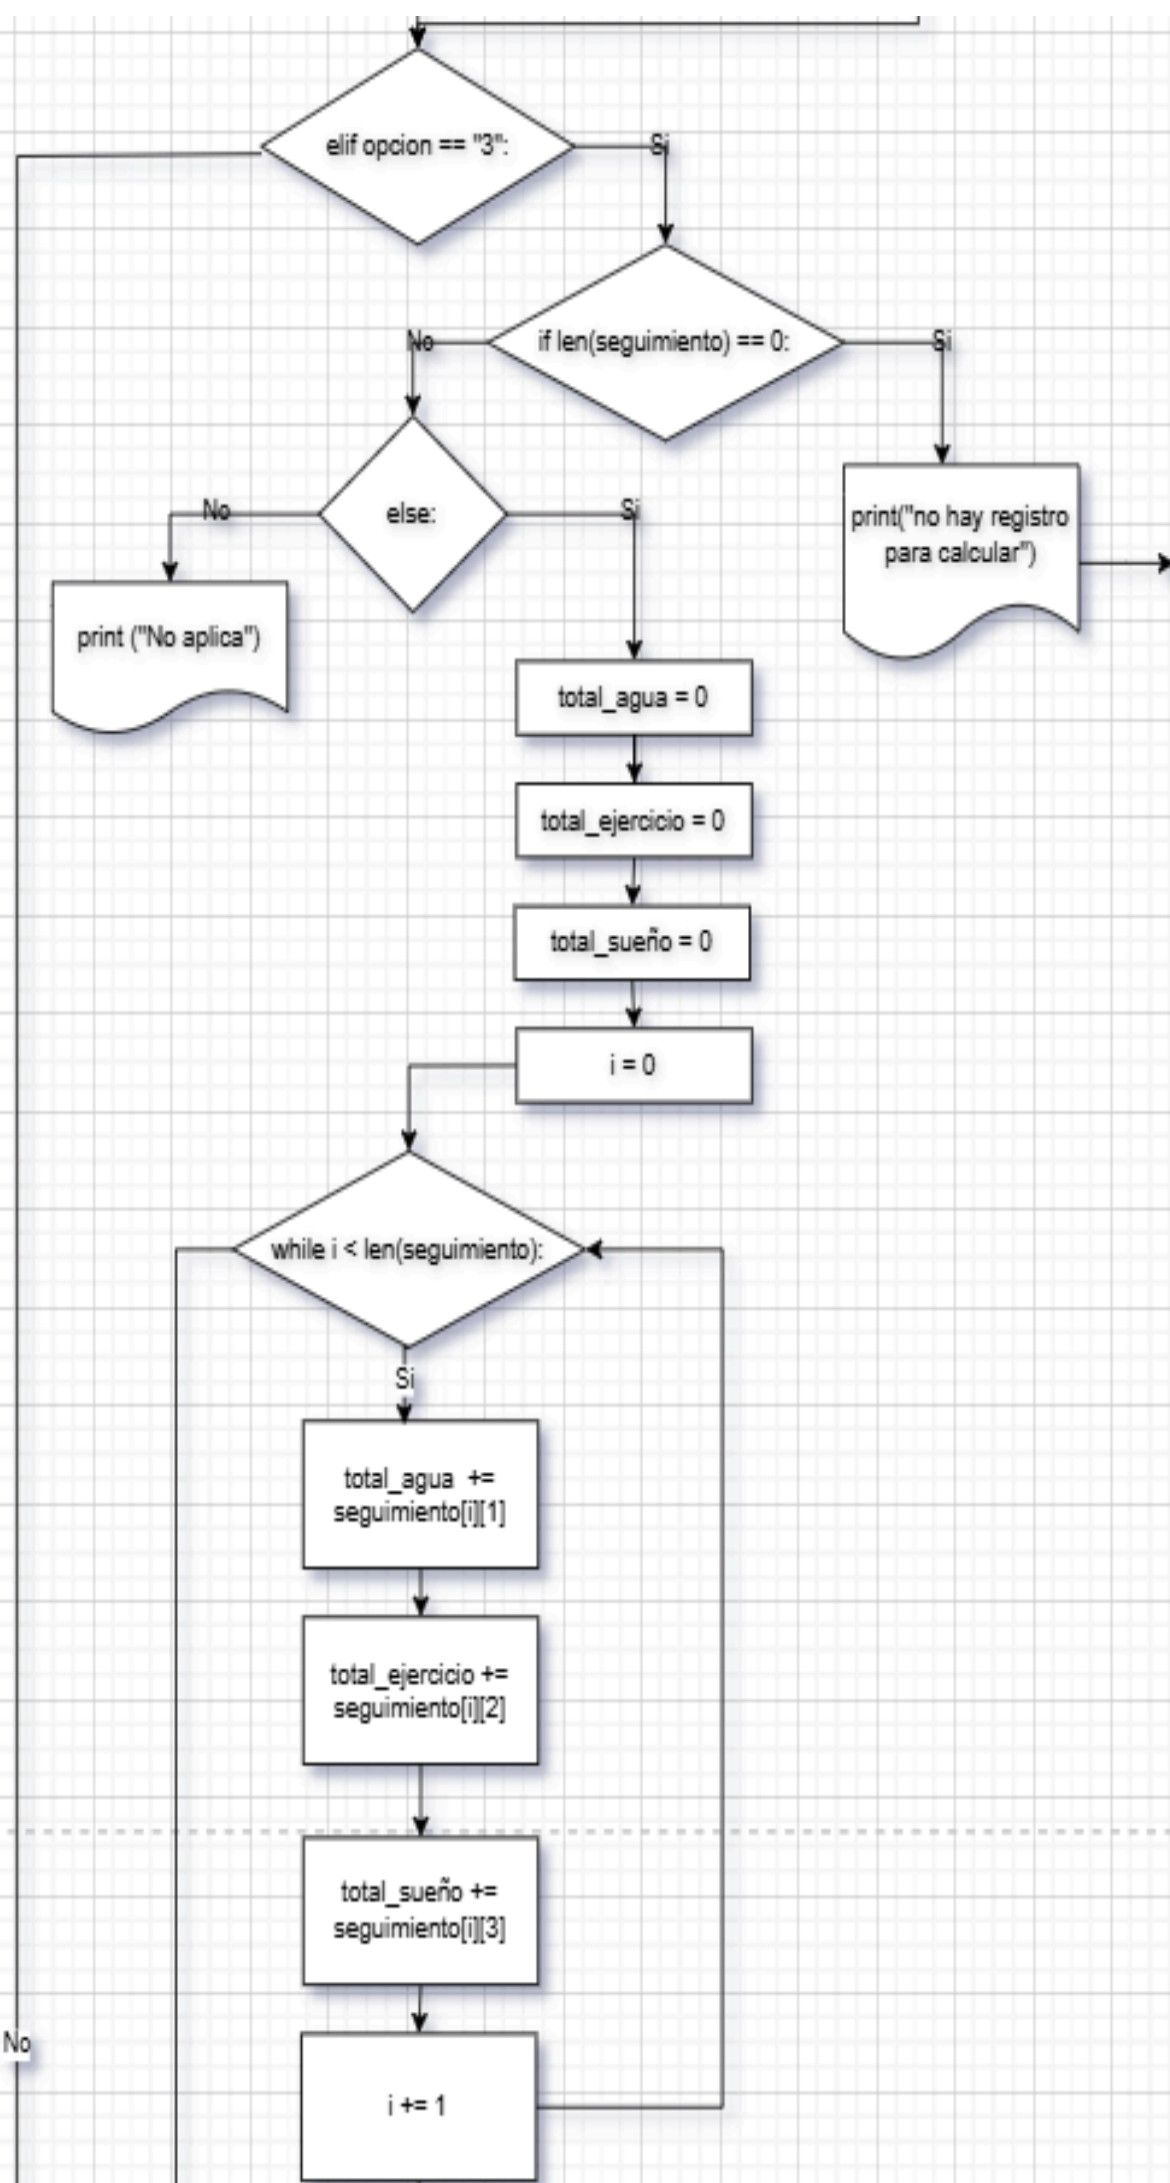 elif opcion == "3":
Si
if len(seguimiento) == 0:
No
Si
else:
No
Si
print("no hay registro
para calcular")
print ("No aplica")
total_agua = 0
total_ejercicio = 0
total_sueño = 0
i = 0
while i < len(seguimiento):
Si
total_agua  +=
seguimiento[i][1]
total_ejercicio +=
seguimiento[i][2]
total_sueño +=
seguimiento[i][3]
No
i += 1